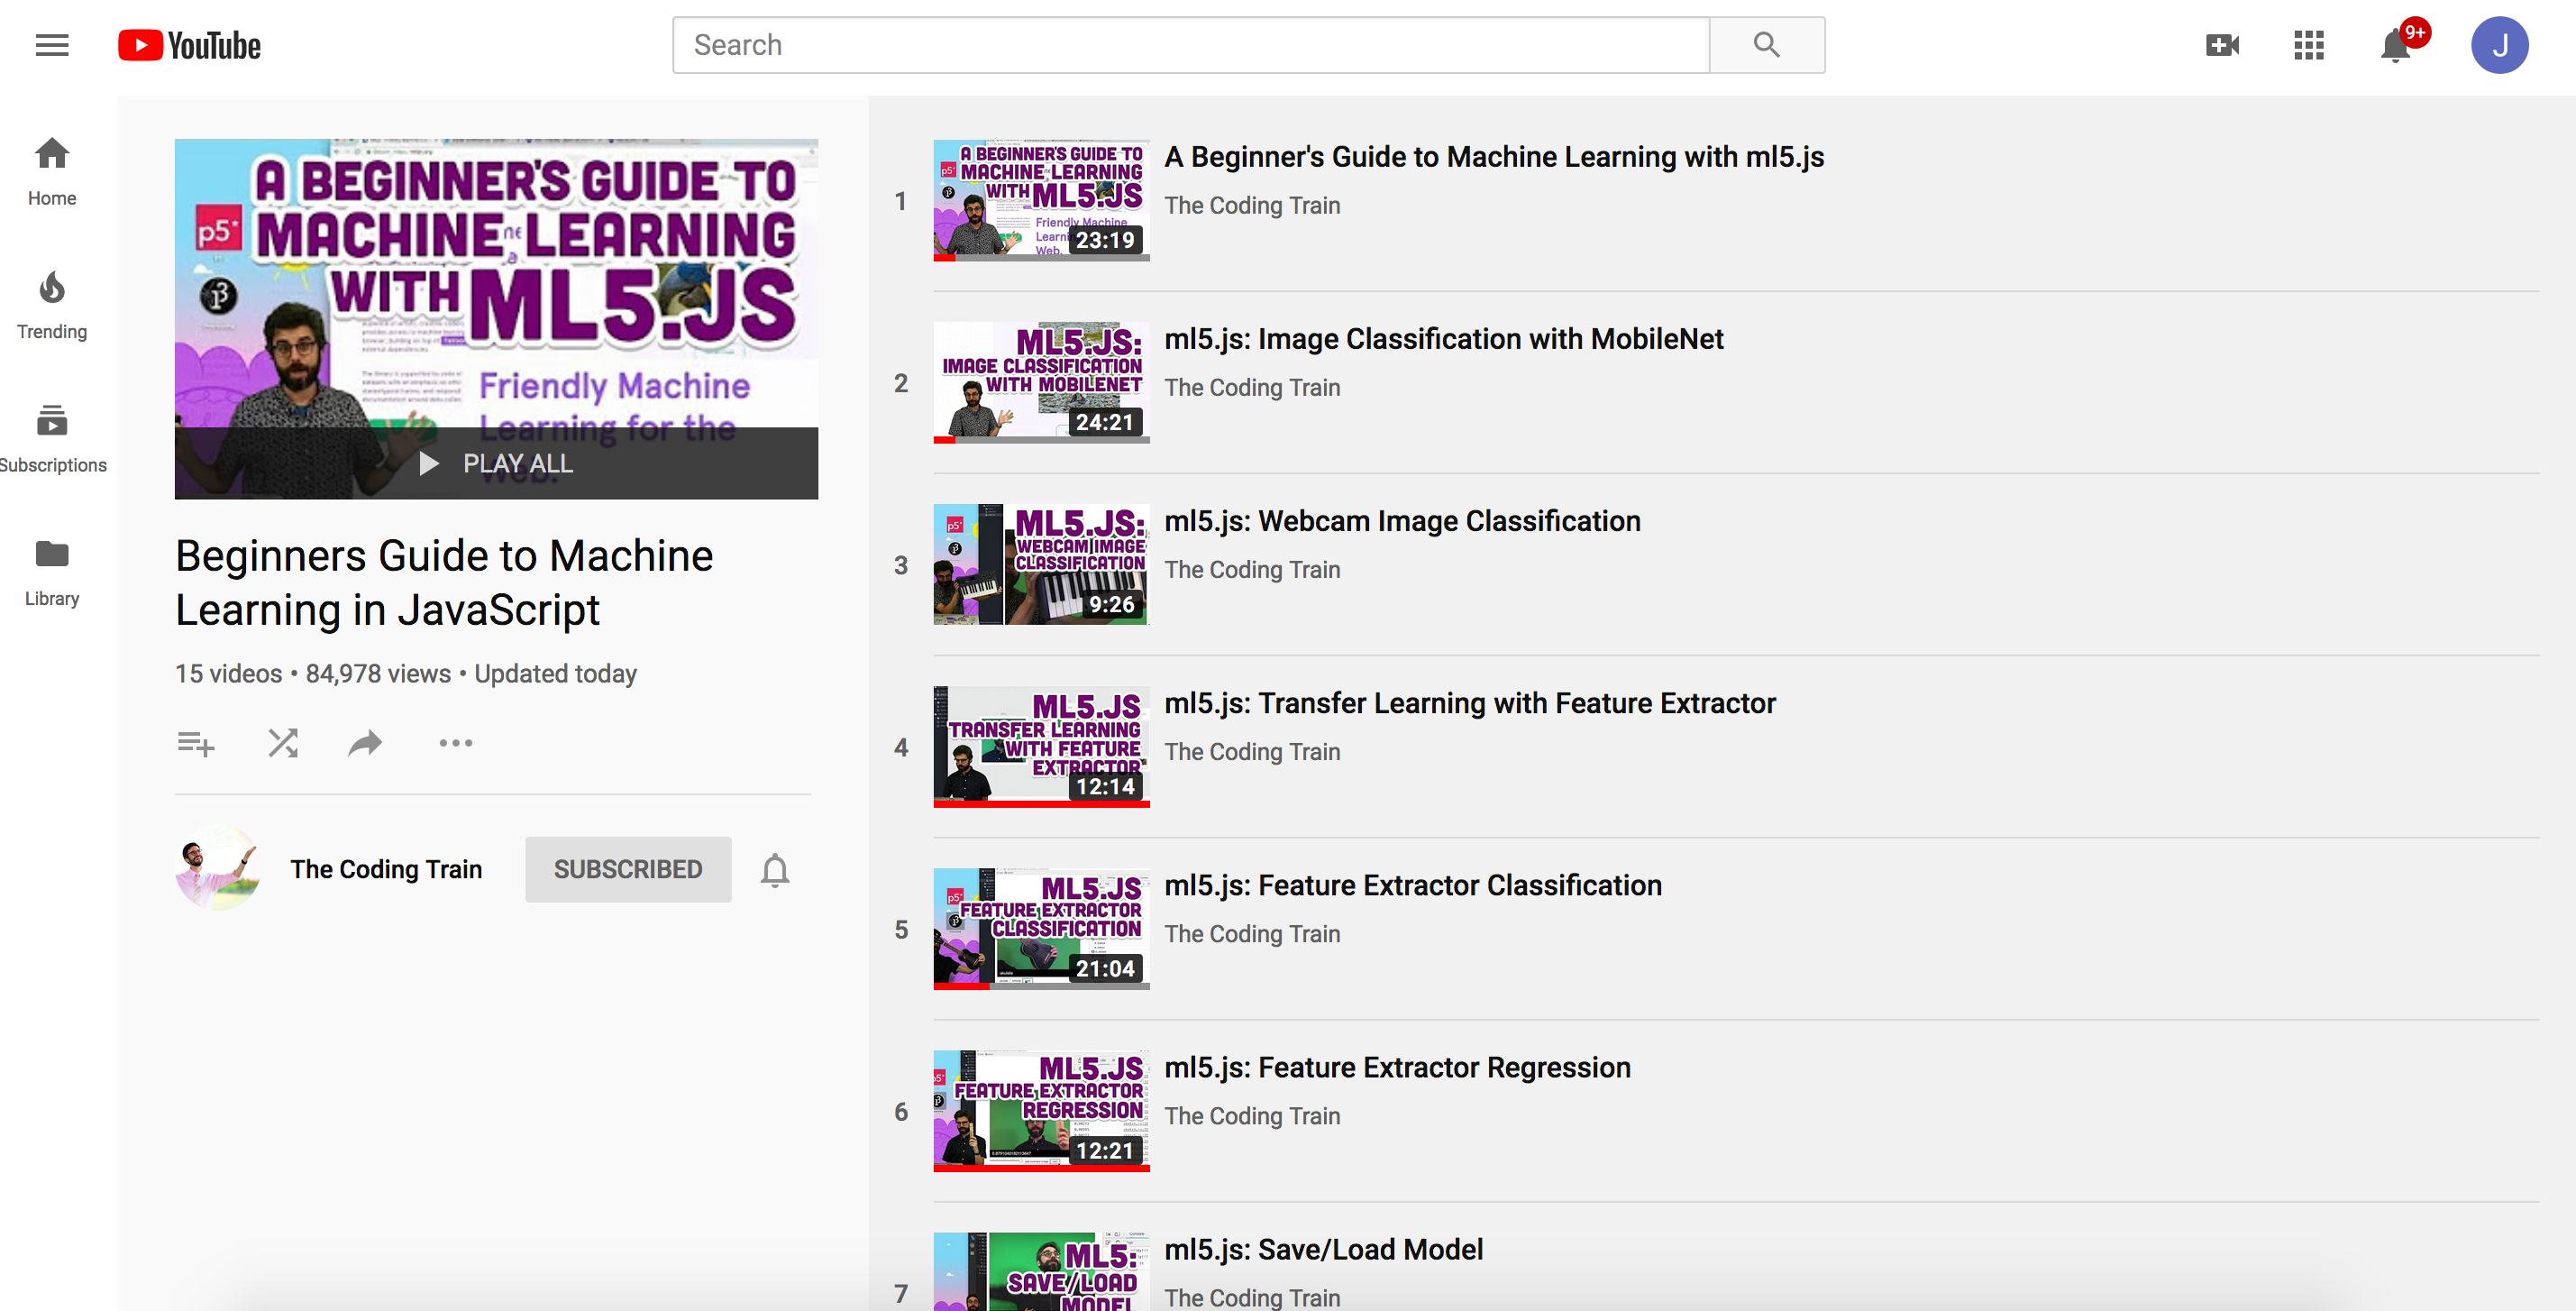 YouTube
Search
9+
J
Home
Trending
Subscriptions
Library
A BEGINNER'S GUIDE TO
MACHINE LEARNING
WITH ML5.JS
p5*
Friendly Machine
Learning for the
Web.
PLAY ALL
Beginners Guide to Machine
Learning in JavaScript
15 videos • 84,978 views • Updated today
The Coding Train
SUBSCRIBED
1
A BEGINNER'S GUIDE TO
MACHINE LEARNING
WITH ML5.JS
p5*
Friendly Machine
Web.
23:19
A Beginner's Guide to Machine Learning with ml5.js
The Coding Train
2
ML5.JS:
IMAGE CLASSIFICATION
WITH MOBILENET
24:21
ml5.js: Image Classification with MobileNet
The Coding Train
3
p5*
ML5.JS:
WEBCAM IMAGE
CLASSIFICATION
9:26
ml5.js: Webcam Image Classification
The Coding Train
4
ML5.JS
TRANSFER LEARNING
WITH FEATURE
EXTRACTOR
12:14
ml5.js: Transfer Learning with Feature Extractor
The Coding Train
5
p5*
ML5.JS
FEATURE EXTRACTOR
CLASSIFICATION
21:04
ml5.js: Feature Extractor Classification
The Coding Train
6
ML5.JS
FEATURE EXTRACTOR
REGRESSION
12:21
ml5.js: Feature Extractor Regression
The Coding Train
7
ML5:
SAVE/LOAD
MODEL
ml5.js: Save/Load Model
The Coding Train